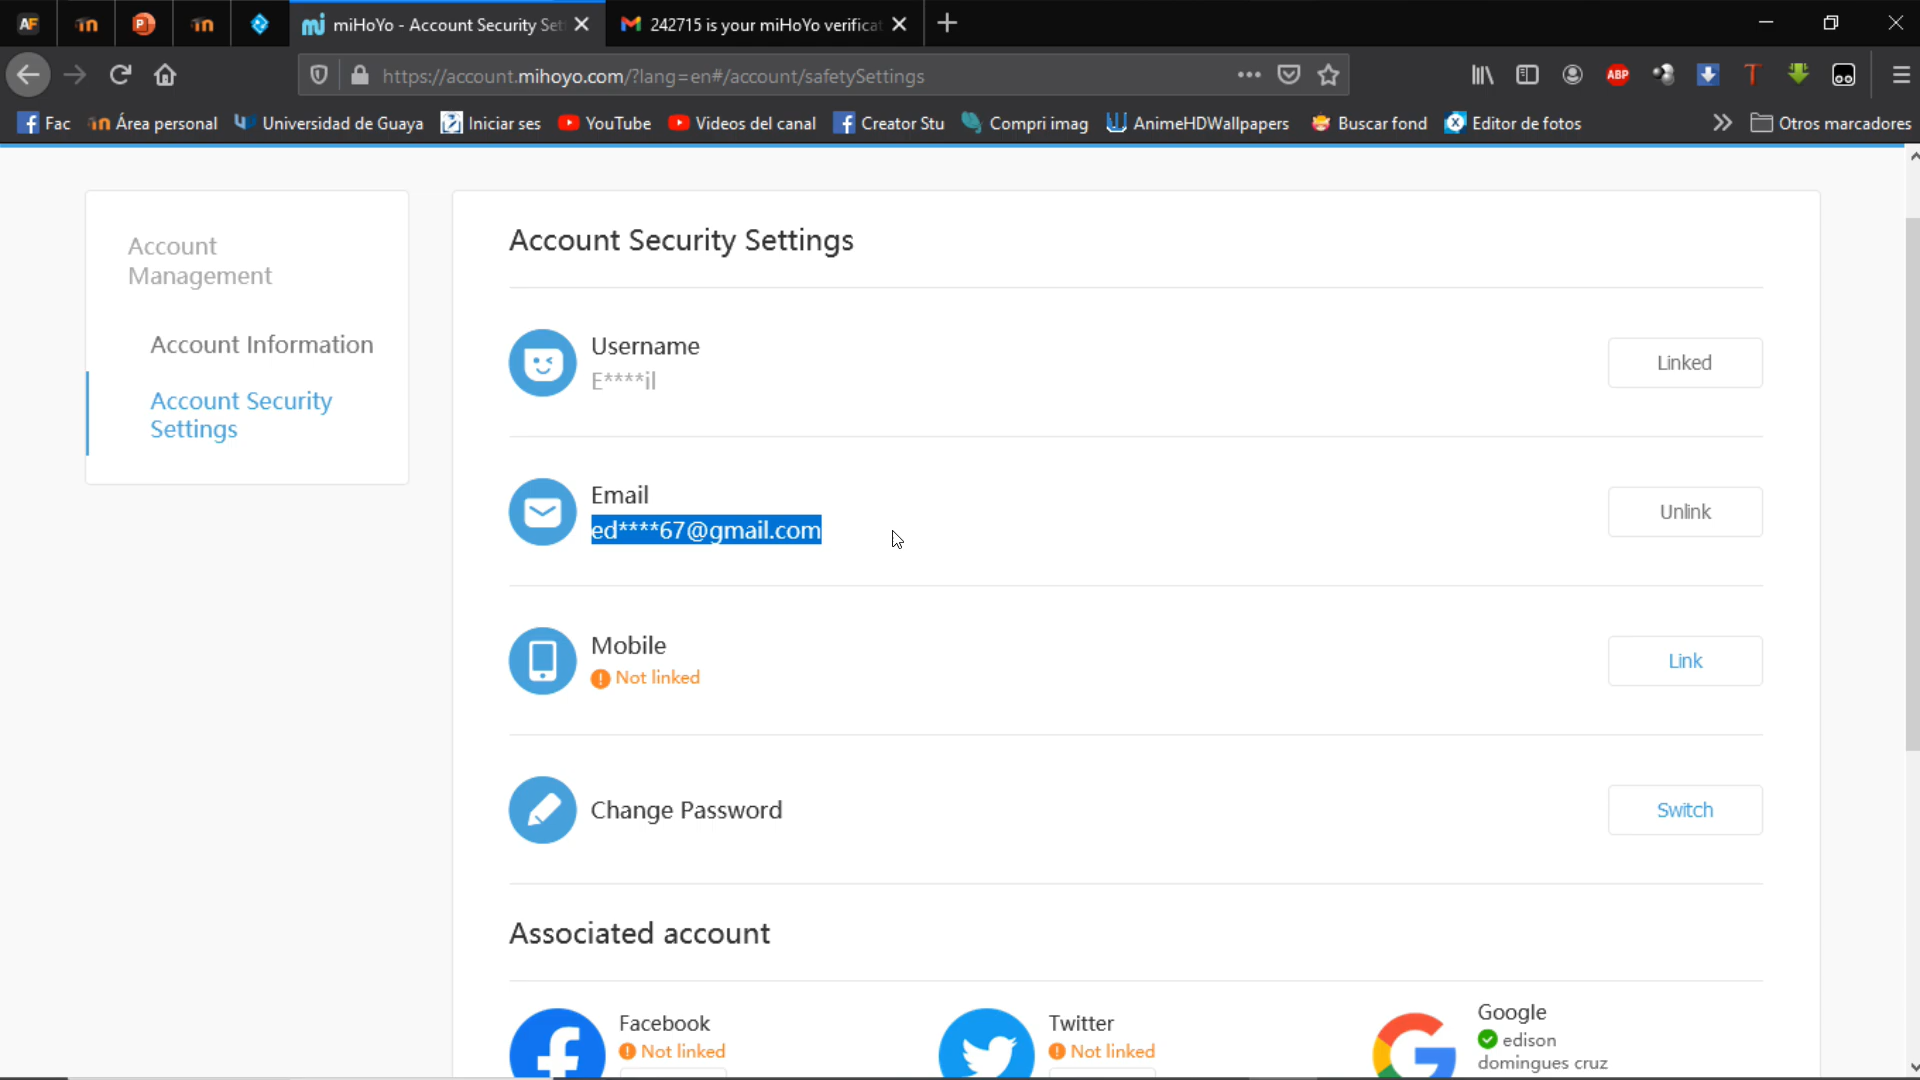 AF
miHoYo - Account Security Set
242715 is your miHoYo verificat
https://account.mihoyo.com/?lang=en#/account/safetySettings
ABP
Fac
Área personal
Universidad de Guaya
Iniciar ses
YouTube
Videos del canal
Creator Stu
Compri imag
AnimeHDWallpapers
Buscar fond
Editor de fotos
Otros marcadores
Account Management
Account Information
Account Security Settings
Account Security Settings
Username
E****il
Linked
Email
ed****67@gmail.com
Unlink
Mobile
Not linked
Link
Change Password
Switch
Associated account
Facebook
Not linked
Twitter
Not linked
Google
edison
domingues cruz